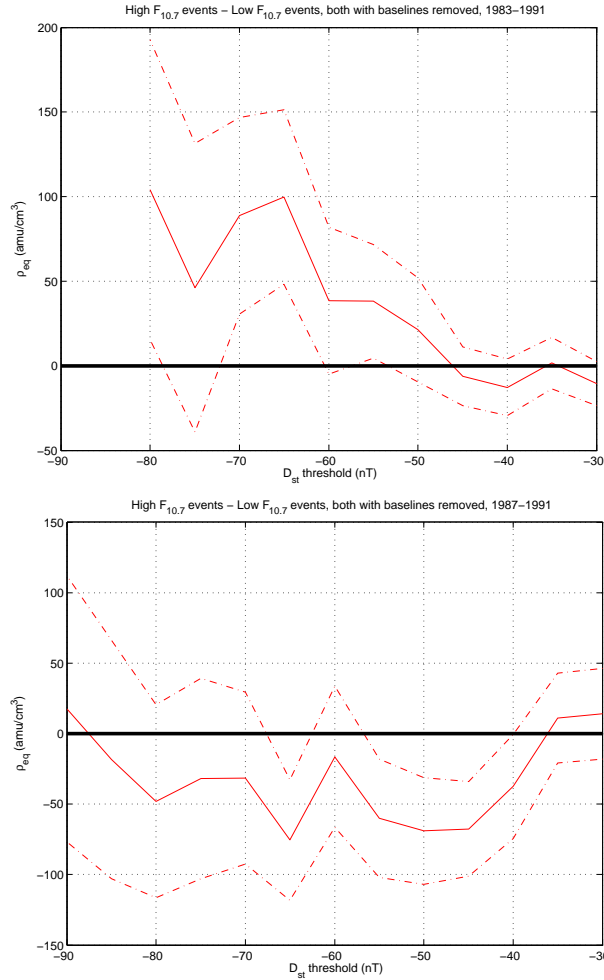 High F10.7 events − Low F10.7 events, both with baselines removed, 1983−1991
200
150
100
50
0
−50
ρeq (amu/cm3)
−90 −80 −70 −60 −50 −40 −30
Dst threshold (nT)
High F10.7 events − Low F10.7 events, both with baselines removed, 1987−1991
150
100
50
0
−50
−100
−150
ρeq (amu/cm3)
−90 −80 −70 −60 −50 −40 −30
Dst threshold (nT)